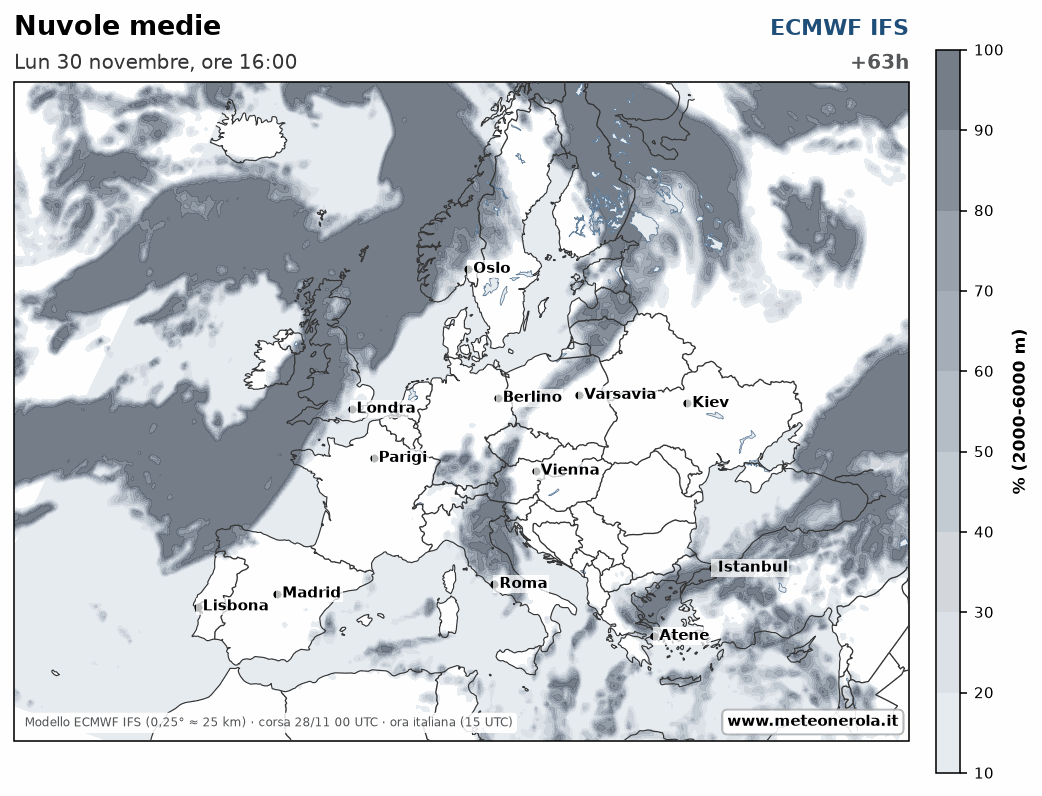 Nuvole medie
ECMWF IFS
Lun 30 novembre, ore 16:00
+63h
100
90
80
70
60
50
40
30
20
10
% (2000-6000 m)
Oslo
Berlino
Varsavia
Londra
Kiev
Parigi
Vienna
Istanbul
Roma
Madrid
Lisbona
Atene
Modello ECMWF IFS (0,25° ≈ 25 km) · corsa 28/11 00 UTC · ora italiana (15 UTC)
www.meteonerola.it